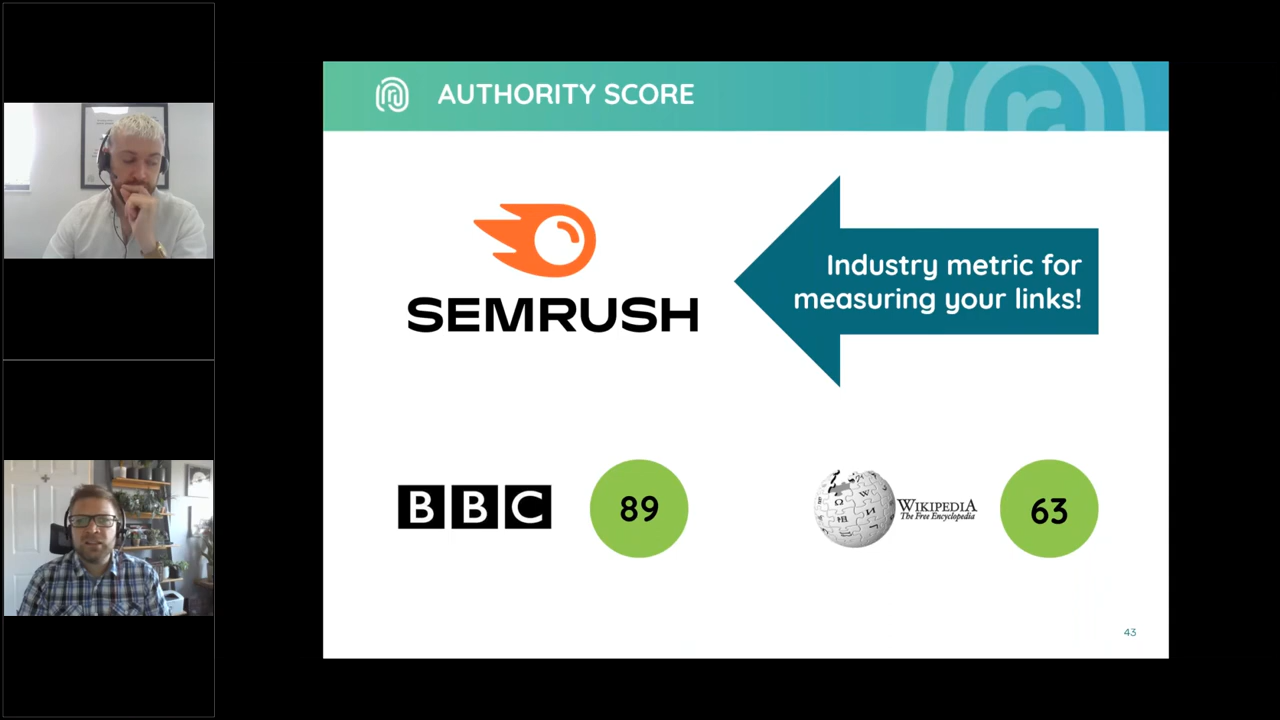 AUTHORITY SCORE
SEMRUSH
Industry metric for
measuring your links!
BBC
89
WIKIPEDIA
The Free Encyclopedia
63
43